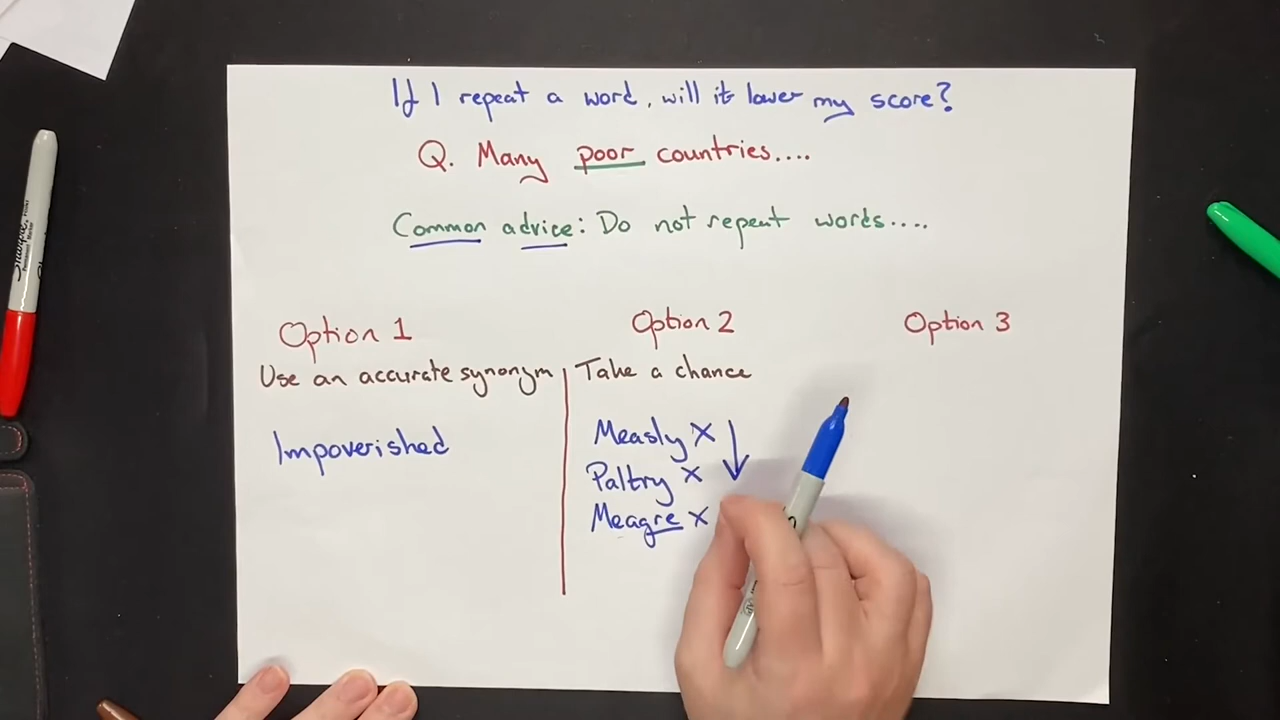 If I repeat a word, will it lower my score?
Q. Many poor countries....
Common advice: Do not repeat words....
Option 1
Use an accurate synonym
Impoverished
Option 2
Take a chance
Measly X
Paltry X
Meagre X
Option 3
Sharpie